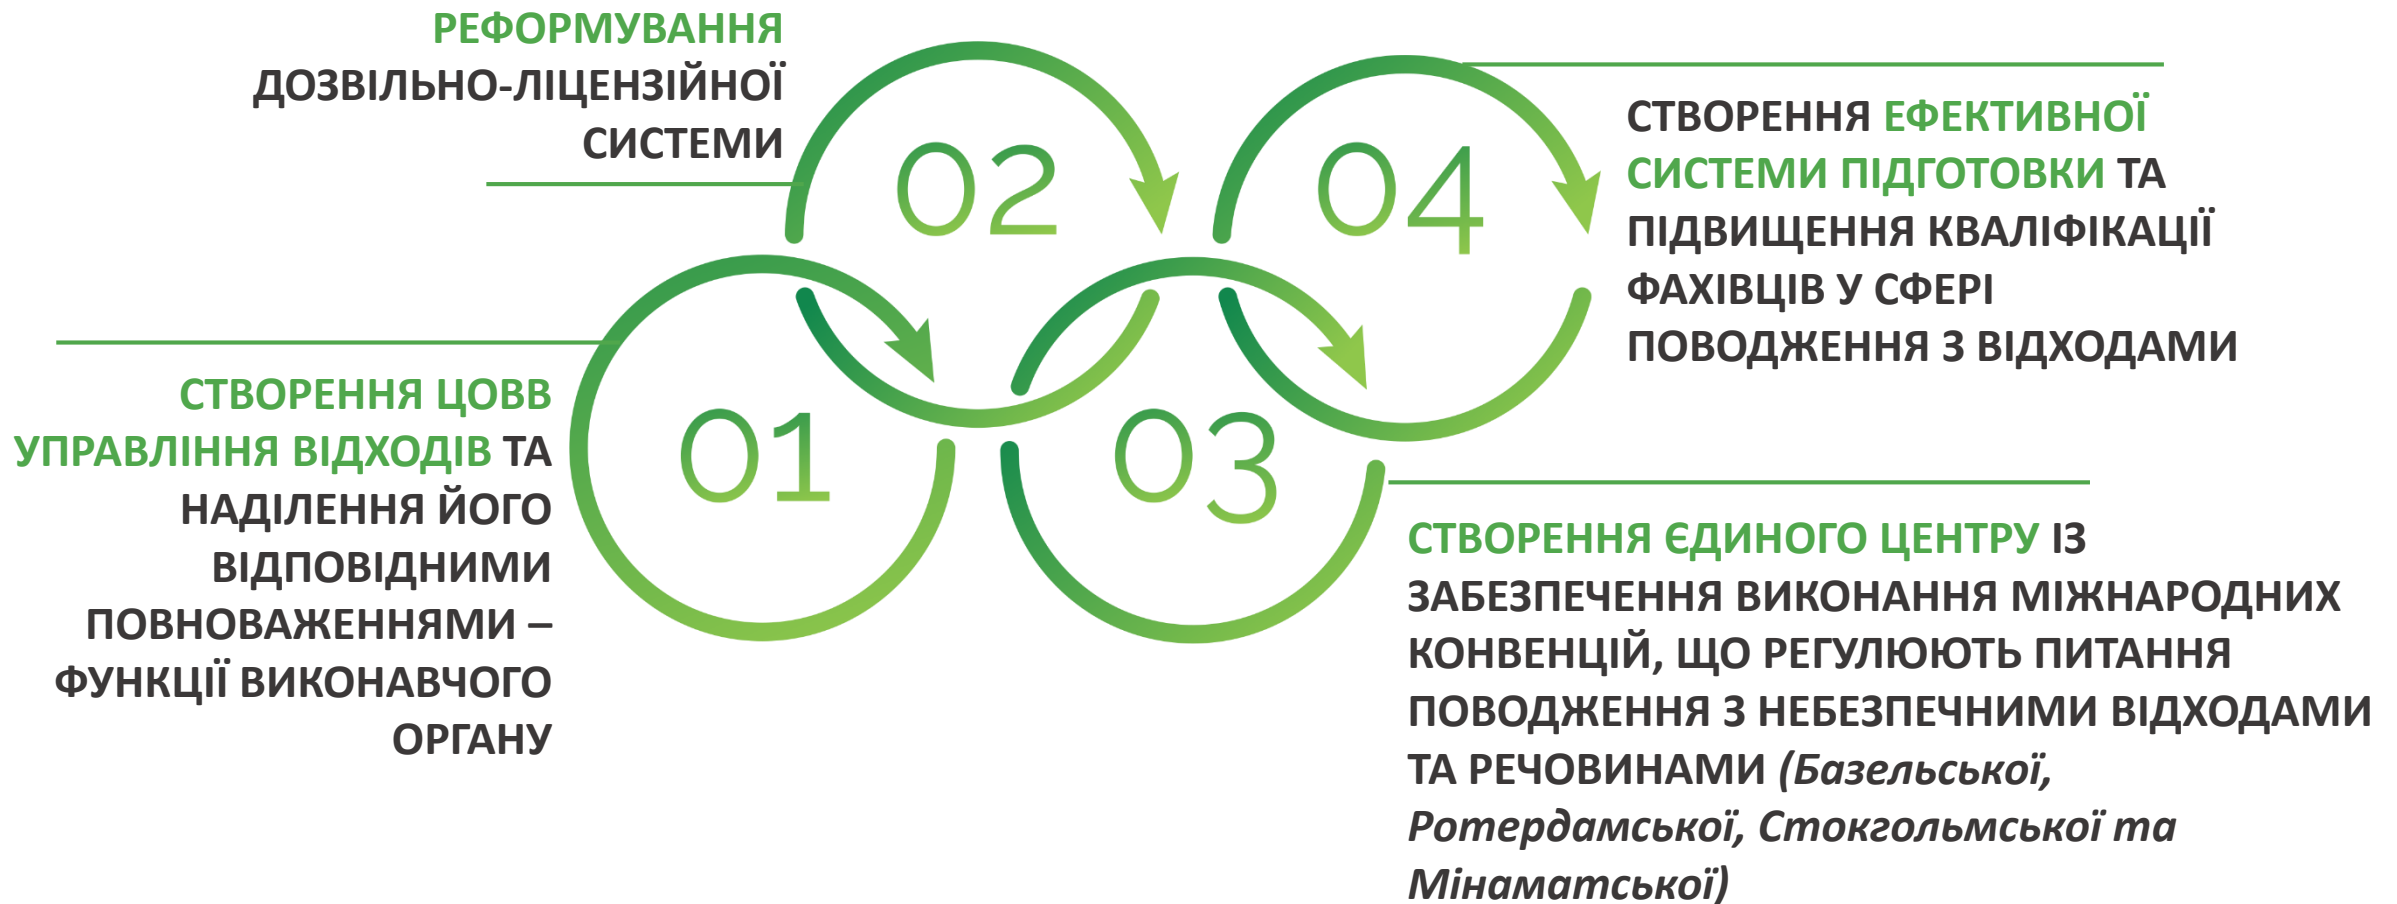 РЕФОРМУВАННЯ
ДОЗВІЛЬНО-ЛІЦЕНЗІЙНОЇ
СИСТЕМИ
02
01
СТВОРЕННЯ ЦОВВ
УПРАВЛІННЯ ВІДХОДІВ ТА
НАДІЛЕННЯ ЙОГО
ВІДПОВІДНИМИ
ПОВНОВАЖЕННЯМИ –
ФУНКЦІЇ ВИКОНАВЧОГО
ОРГАНУ
04
СТВОРЕННЯ ЕФЕКТИВНОЇ
СИСТЕМИ ПІДГОТОВКИ ТА
ПІДВИЩЕННЯ КВАЛІФІКАЦІЇ
ФАХІВЦІВ У СФЕРІ
ПОВОДЖЕННЯ З ВІДХОДАМИ
03
СТВОРЕННЯ ЄДИНОГО ЦЕНТРУ ІЗ
ЗАБЕЗПЕЧЕННЯ ВИКОНАННЯ МІЖНАРОДНИХ
КОНВЕНЦІЙ, ЩО РЕГУЛЮЮТЬ ПИТАННЯ
ПОВОДЖЕННЯ З НЕБЕЗПЕЧНИМИ ВІДХОДАМИ
ТА РЕЧОВИНАМИ (Базельської,
Ротердамської, Стокгольмської та
Мінаматської)